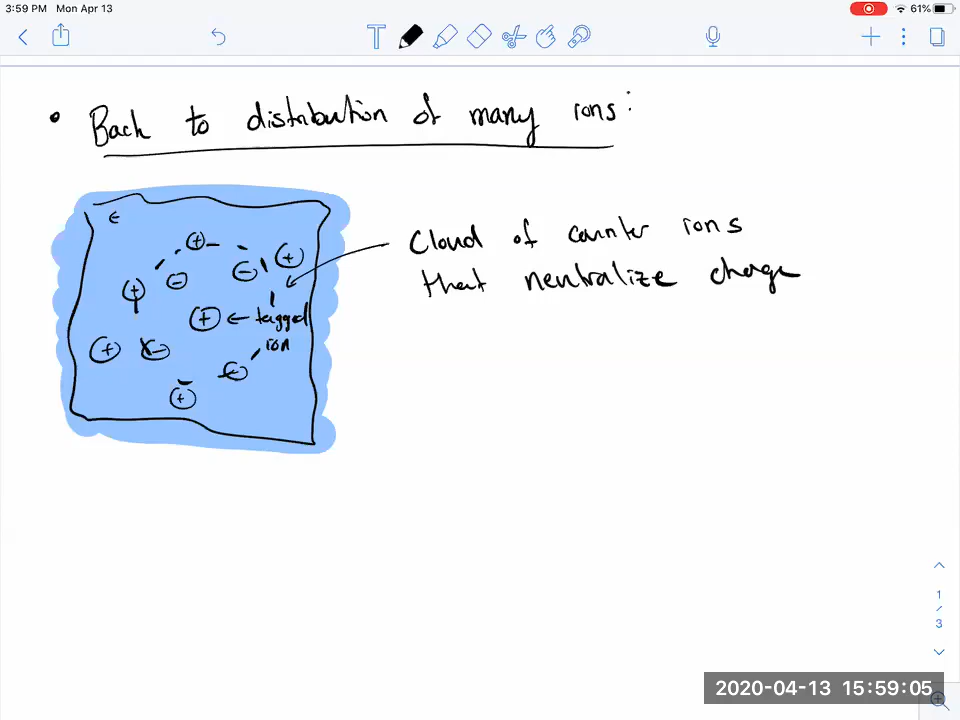 3:59 PM Mon Apr 13
61%
T
• Back to distribution of many ions:
ϵ
+
+
-
-
+
+ ← tagged
ion
+
-
-
+
Cloud of counter ions
that neutralize charge
1
/
3
2020-04-13 15:59:05